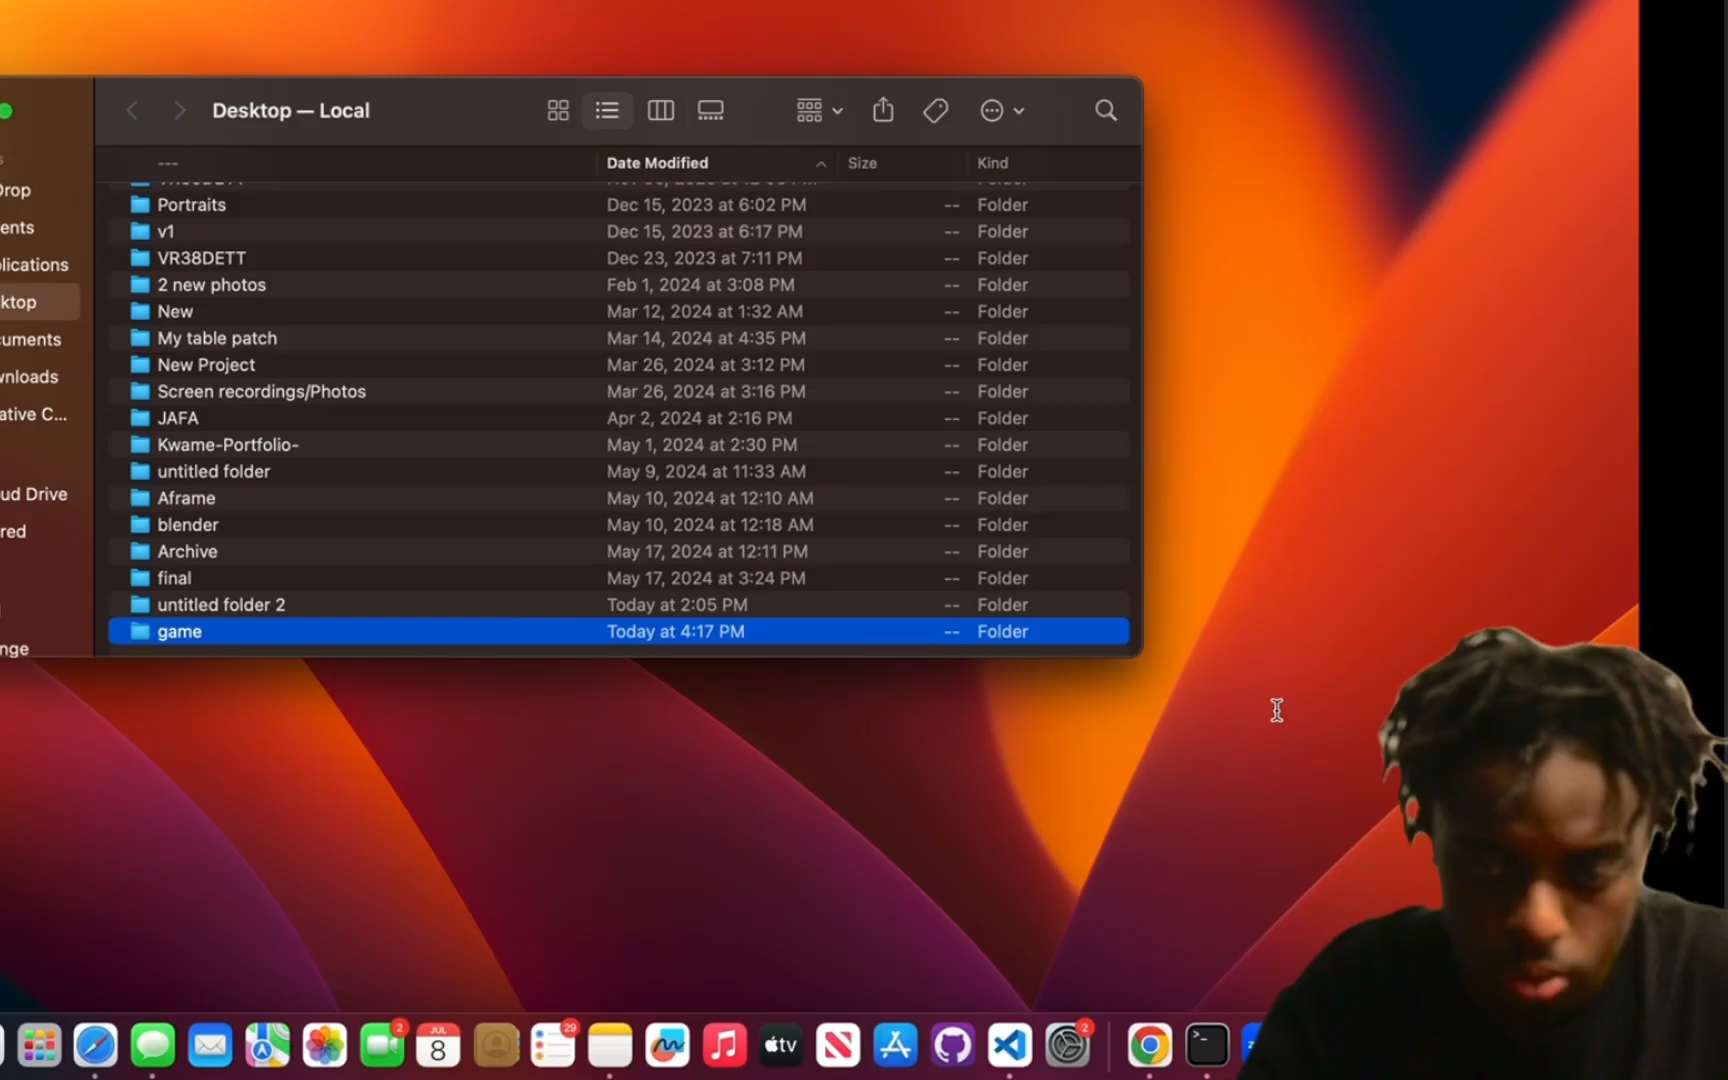 Desktop — Local
--- Date Modified Size Kind
Drop
ents
plications
ktop
cuments
wnloads
ative C...
ud Drive
red
nge
Portraits Dec 15, 2023 at 6:02 PM -- Folder
v1 Dec 15, 2023 at 6:17 PM -- Folder
VR38DETT Dec 23, 2023 at 7:11 PM -- Folder
2 new photos Feb 1, 2024 at 3:08 PM -- Folder
New Mar 12, 2024 at 1:32 AM -- Folder
My table patch Mar 14, 2024 at 4:35 PM -- Folder
New Project Mar 26, 2024 at 3:12 PM -- Folder
Screen recordings/Photos Mar 26, 2024 at 3:16 PM -- Folder
JAFA Apr 2, 2024 at 2:16 PM -- Folder
Kwame-Portfolio- May 1, 2024 at 2:30 PM -- Folder
untitled folder May 9, 2024 at 11:33 AM -- Folder
Aframe May 10, 2024 at 12:10 AM -- Folder
blender May 10, 2024 at 12:18 AM -- Folder
Archive May 17, 2024 at 12:11 PM -- Folder
final May 17, 2024 at 3:24 PM -- Folder
untitled folder 2 Today at 2:05 PM -- Folder
game Today at 4:17 PM -- Folder
2 JUL 29 tv 2
8